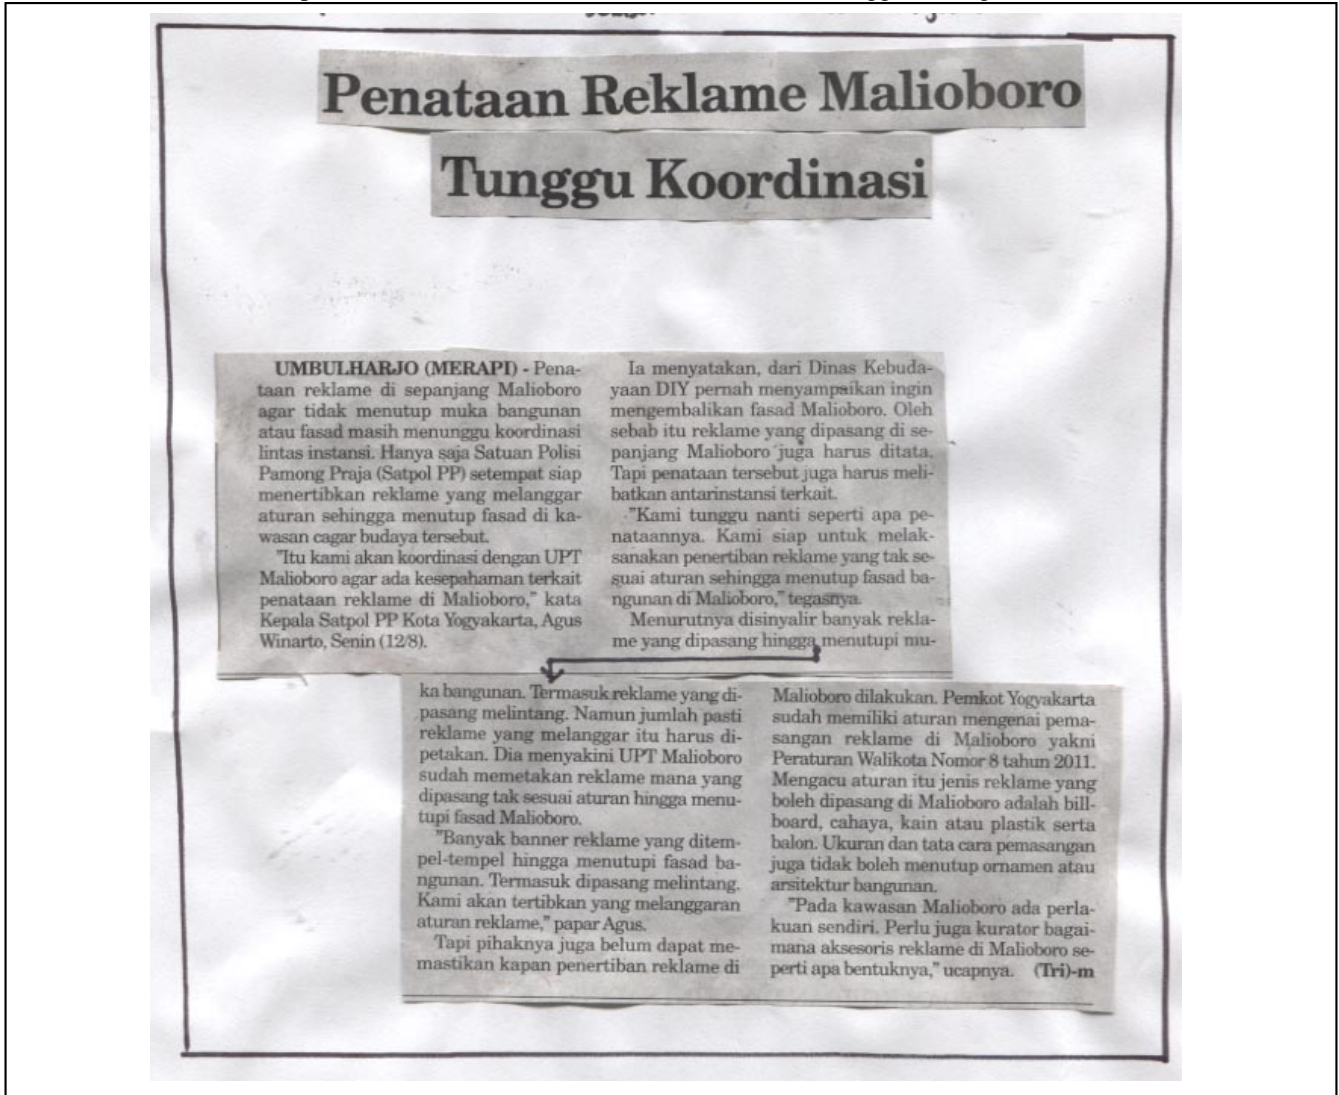 Penataan Reklame Malioboro
Tunggu Koordinasi
UMBULHARJO (MERAPI) - Pena-
taan reklame di sepanjang Malioboro
agar tidak menutup muka bangunan
atau fasad masih menunggu koordinasi
lintas instansi. Hanya saja Satuan Polisi
Pamong Praja (Satpol PP) setempat siap
menertibkan reklame yang melanggar
aturan sehingga menutup fasad di ka-
wasan cagar budaya tersebut.
"Itu kami akan koordinasi dengan UPT
Malioboro agar ada kesepahaman terkait
penataan reklame di Malioboro," kata
Kepala Satpol PP Kota Yogyakarta, Agus
Winarto, Senin (12/8).
Ia menyatakan, dari Dinas Kebuda-
yaan DIY pernah menyampaikan ingin
mengembalikan fasad Malioboro. Oleh
sebab itu reklame yang dipasang di se-
panjang Malioboro juga harus ditata.
Tapi penataan tersebut juga harus meli-
batkan antarinstansi terkait.
"Kami tunggu nanti seperti apa pe-
nataannya. Kami siap untuk melak-
sanakan penertiban reklame yang tak se-
suai aturan sehingga menutup fasad ba-
ngunan di Malioboro," tegasnya.
Menurutnya disinyalir banyak rekla-
me yang dipasang hingga menutupi mu-
ka bangunan. Termasuk reklame yang di-
pasang melintang. Namun jumlah pasti
reklame yang melanggar itu harus di-
petakan. Dia menyakini UPT Malioboro
sudah memetakan reklame mana yang
dipasang tak sesuai aturan hingga menu-
tupi fasad Malioboro.
"Banyak banner reklame yang ditem-
pel-tempel hingga menutupi fasad ba-
ngunan. Termasuk dipasang melintang.
Kami akan tertibkan yang melanggaran
aturan reklame," papar Agus.
Tapi pihaknya juga belum dapat me-
mastikan kapan penertiban reklame di
Malioboro dilakukan. Pemkot Yogyakarta
sudah memiliki aturan mengenai pema-
sangan reklame di Malioboro yakni
Peraturan Walikota Nomor 8 tahun 2011.
Mengacu aturan itu jenis reklame yang
boleh dipasang di Malioboro adalah bill-
board, cahaya, kain atau plastik serta
balon. Ukuran dan tata cara pemasangan
juga tidak boleh menutup ornamen atau
arsitektur bangunan.
"Pada kawasan Malioboro ada perla-
kuan sendiri. Perlu juga kurator bagai-
mana aksesoris reklame di Malioboro se-
perti apa bentuknya," ucapnya. (Tri)-m